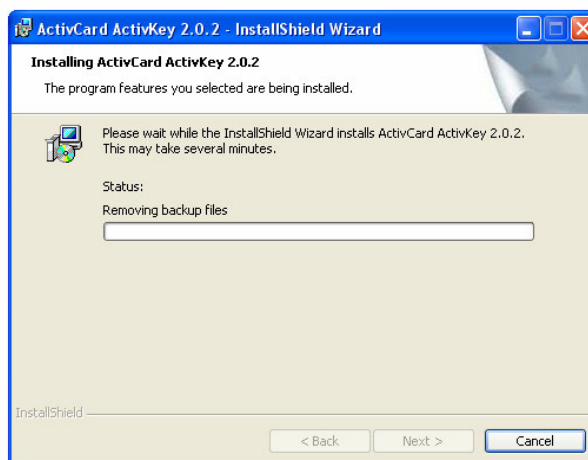 ActivCard ActivKey 2.0.2 - InstallShield Wizard
Installing ActivCard ActivKey 2.0.2
The program features you selected are being installed.
Please wait while the InstallShield Wizard installs ActivCard ActivKey 2.0.2.
This may take several minutes.
Status:
Removing backup files
InstallShield
< Back Next > Cancel